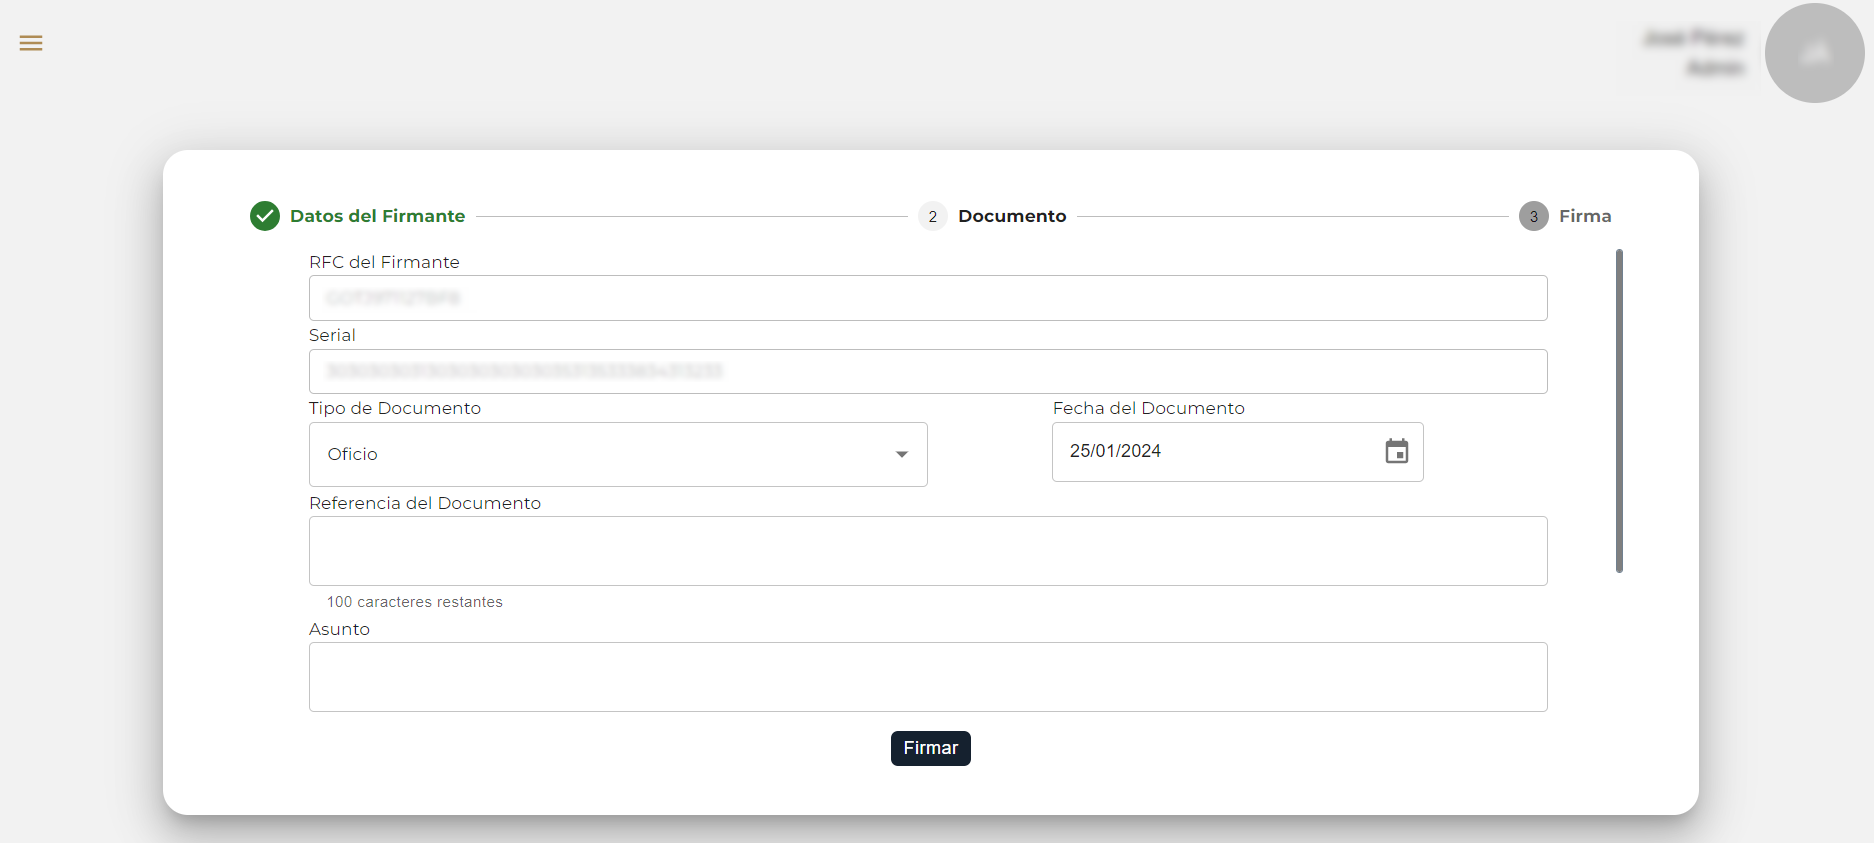 Datos del Firmante
2
Documento
3
Firma
RFC del Firmante
Serial
Tipo de Documento
Fecha del Documento
Oficio
25/01/2024
Referencia del Documento
100 caracteres restantes
Asunto
Firmar